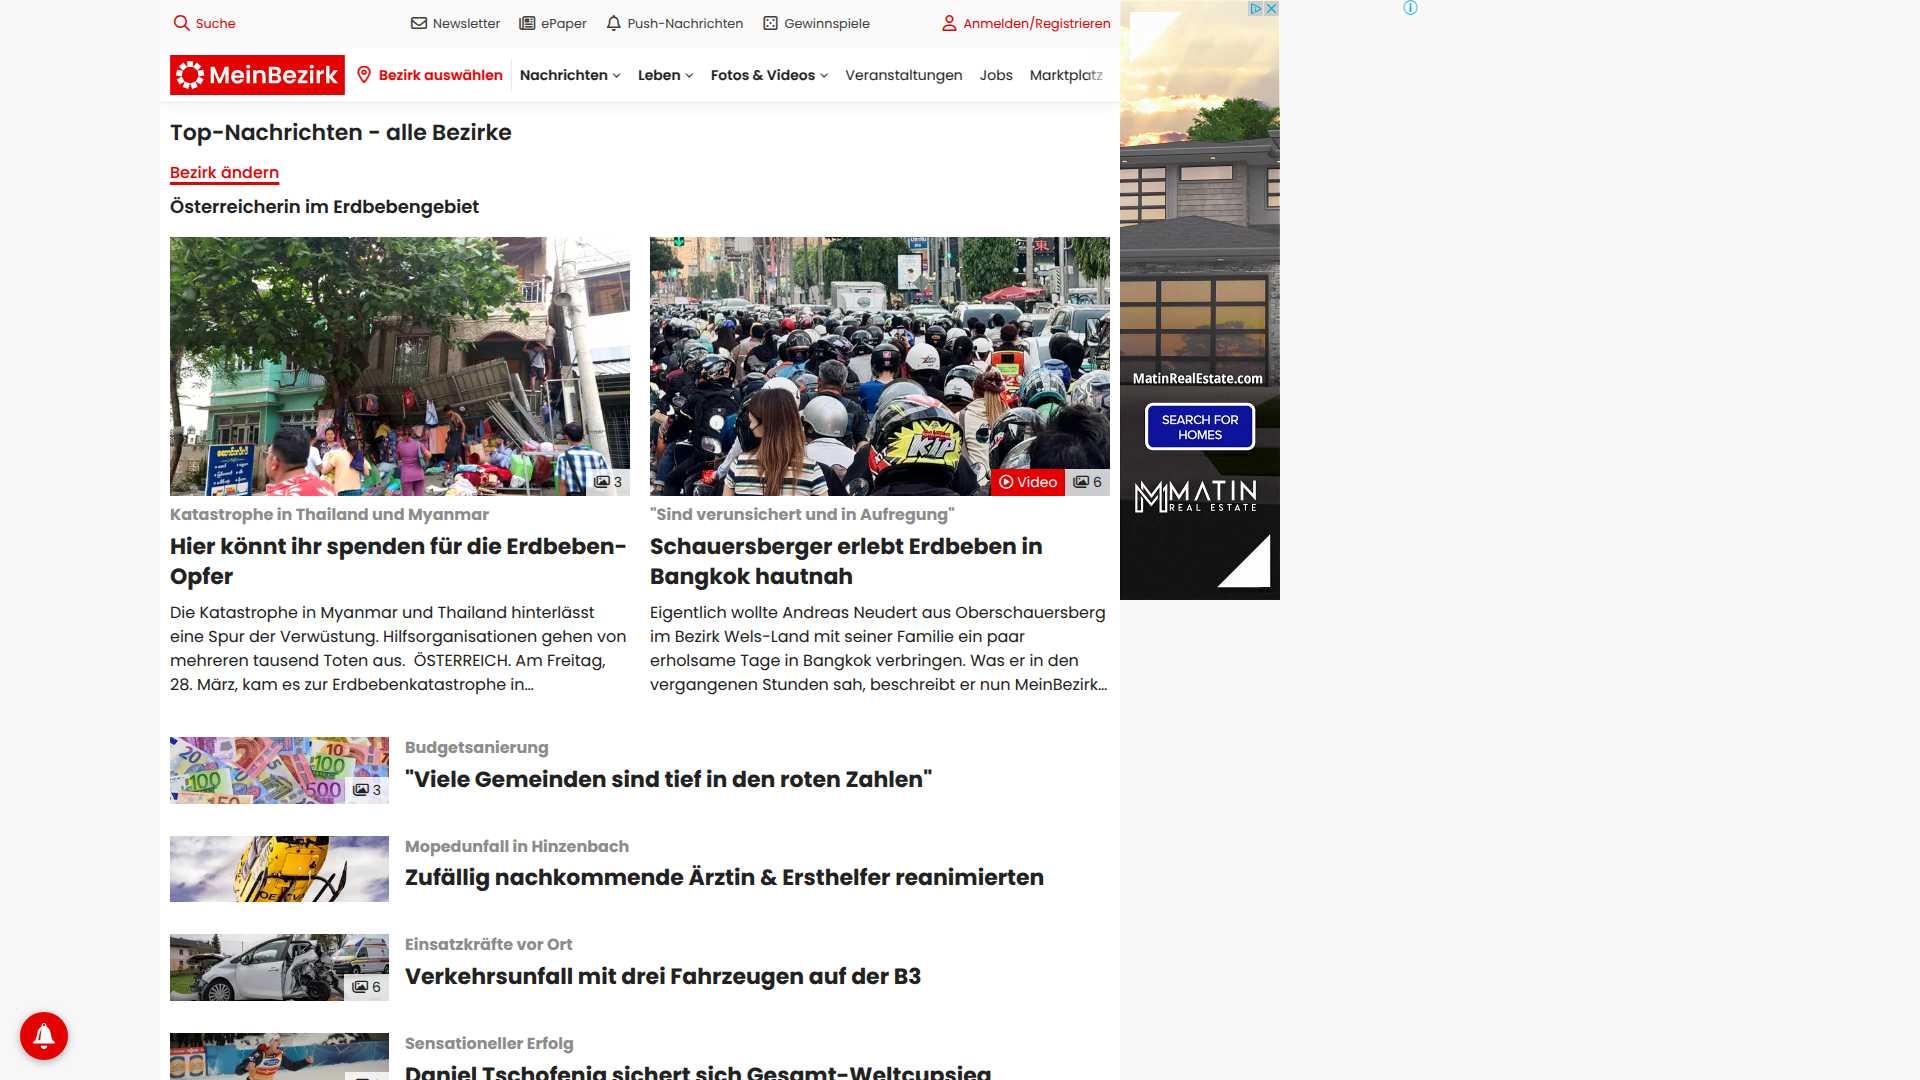 Suche
Newsletter
ePaper
Push-Nachrichten
Gewinnspiele
Anmelden/Registrieren
MeinBezirk
Bezirk auswählen
Nachrichten
Leben
Fotos & Videos
Veranstaltungen
Jobs
Marktplatz
Top-Nachrichten - alle Bezirke
Bezirk ändern
Österreicherin im Erdbebengebiet
3
Katastrophe in Thailand und Myanmar
Hier könnt ihr spenden für die Erdbeben-
Opfer
Die Katastrophe in Myanmar und Thailand hinterlässt
eine Spur der Verwüstung. Hilfsorganisationen gehen von
mehreren tausend Toten aus. ÖSTERREICH. Am Freitag,
28. März, kam es zur Erdbebenkatastrophe in...
KiP
Video
6
"Sind verunsichert und in Aufregung"
Schauersberger erlebt Erdbeben in
Bangkok hautnah
Eigentlich wollte Andreas Neudert aus Oberschauersberg
im Bezirk Wels-Land mit seiner Familie ein paar
erholsame Tage in Bangkok verbringen. Was er in den
vergangenen Stunden sah, beschreibt er nun MeinBezirk...
3
Budgetsanierung
"Viele Gemeinden sind tief in den roten Zahlen"
Mopedunfall in Hinzenbach
Zufällig nachkommende Ärztin & Ersthelfer reanimierten
6
Einsatzkräfte vor Ort
Verkehrsunfall mit drei Fahrzeugen auf der B3
Sensationeller Erfolg
Daniel Tschofenig sichert sich Gesamt-Weltcupsieg
MatinRealEstate.com
SEARCH FOR
HOMES
MATIN
REAL ESTATE